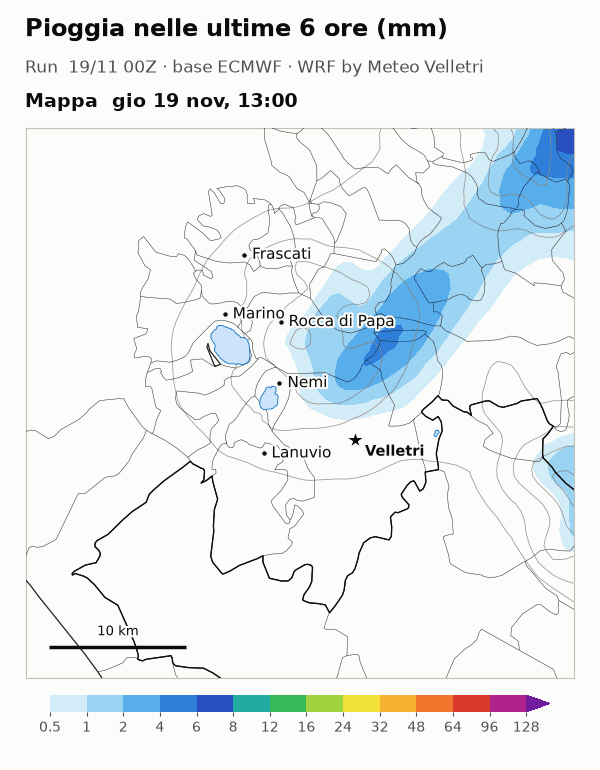 Pioggia nelle ultime 6 ore (mm)
Run  19/11 00Z · base ECMWF · WRF by Meteo Velletri
Mappa  gio 19 nov, 13:00
Frascati
Marino
Rocca di Papa
Nemi
Velletri
Lanuvio
10 km
0.5 1 2 4 6 8 12 16 24 32 48 64 96 128